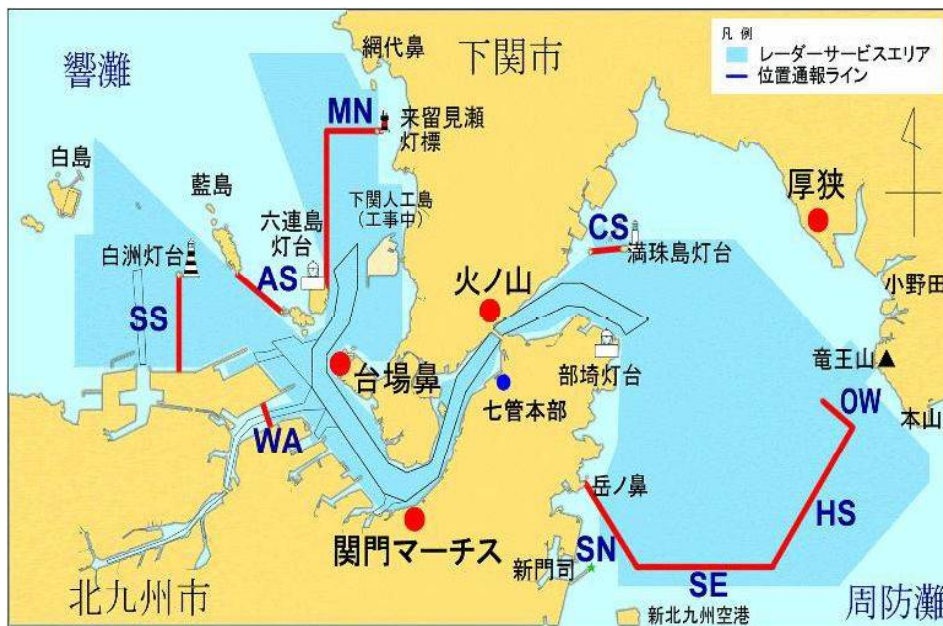 凡 例
レーダーサービスエリア
位置通報ライン
響灘
網代鼻
下関市
MN
来留見瀬
灯標
白島
藍島
六連島
灯台
下関人工島
(工事中)
厚狭
白洲灯台
AS
CS
満珠島灯台
小野田
SS
火ノ山
部埼灯台
竜王山
台場鼻
七管本部
OW
本山
WA
岳ノ鼻
HS
関門マーチス
SN
新門司
SE
北九州市
新北九州空港
周防灘